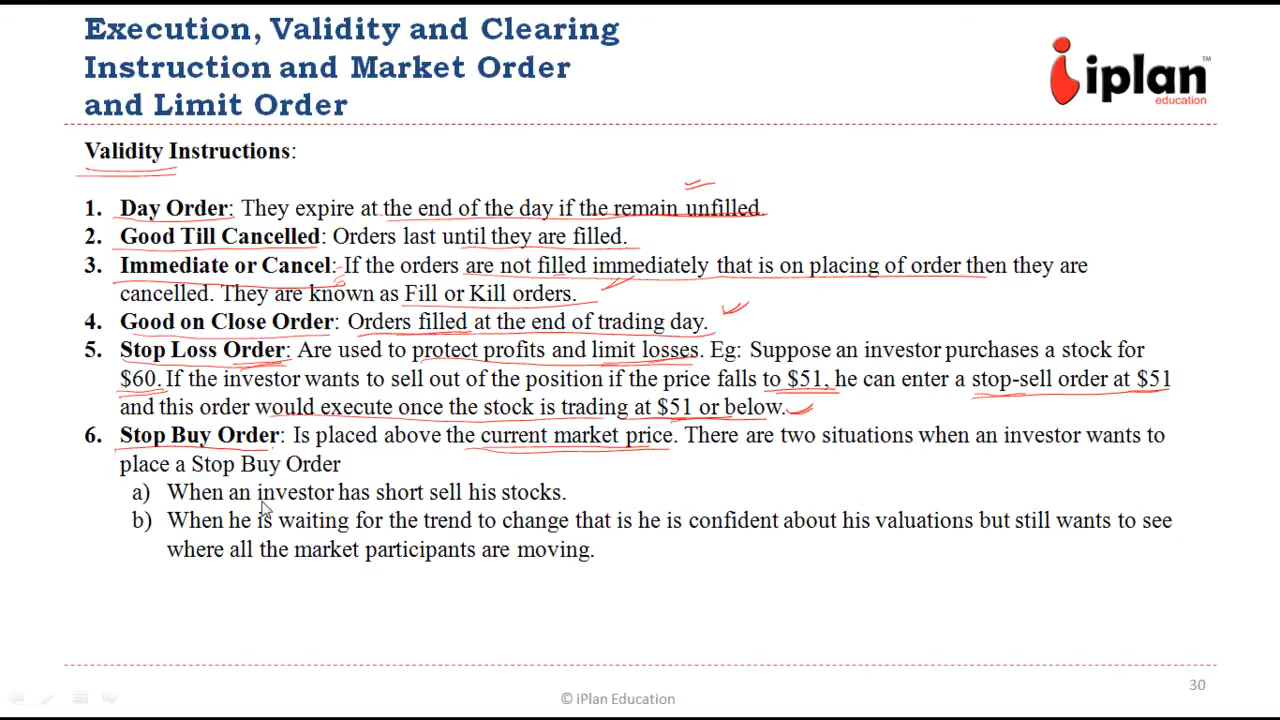 Execution, Validity and Clearing
Instruction and Market Order
and Limit Order
iplan™
education
Validity Instructions:
1. Day Order: They expire at the end of the day if the remain unfilled.
2. Good Till Cancelled: Orders last until they are filled.
3. Immediate or Cancel: If the orders are not filled immediately that is on placing of order then they are
cancelled. They are known as Fill or Kill orders.
4. Good on Close Order: Orders filled at the end of trading day.
5. Stop Loss Order: Are used to protect profits and limit losses. Eg: Suppose an investor purchases a stock for
$60. If the investor wants to sell out of the position if the price falls to $51, he can enter a stop-sell order at $51
and this order would execute once the stock is trading at $51 or below.
6. Stop Buy Order: Is placed above the current market price. There are two situations when an investor wants to
place a Stop Buy Order
a) When an investor has short sell his stocks.
b) When he is waiting for the trend to change that is he is confident about his valuations but still wants to see
where all the market participants are moving.
© iPlan Education
30